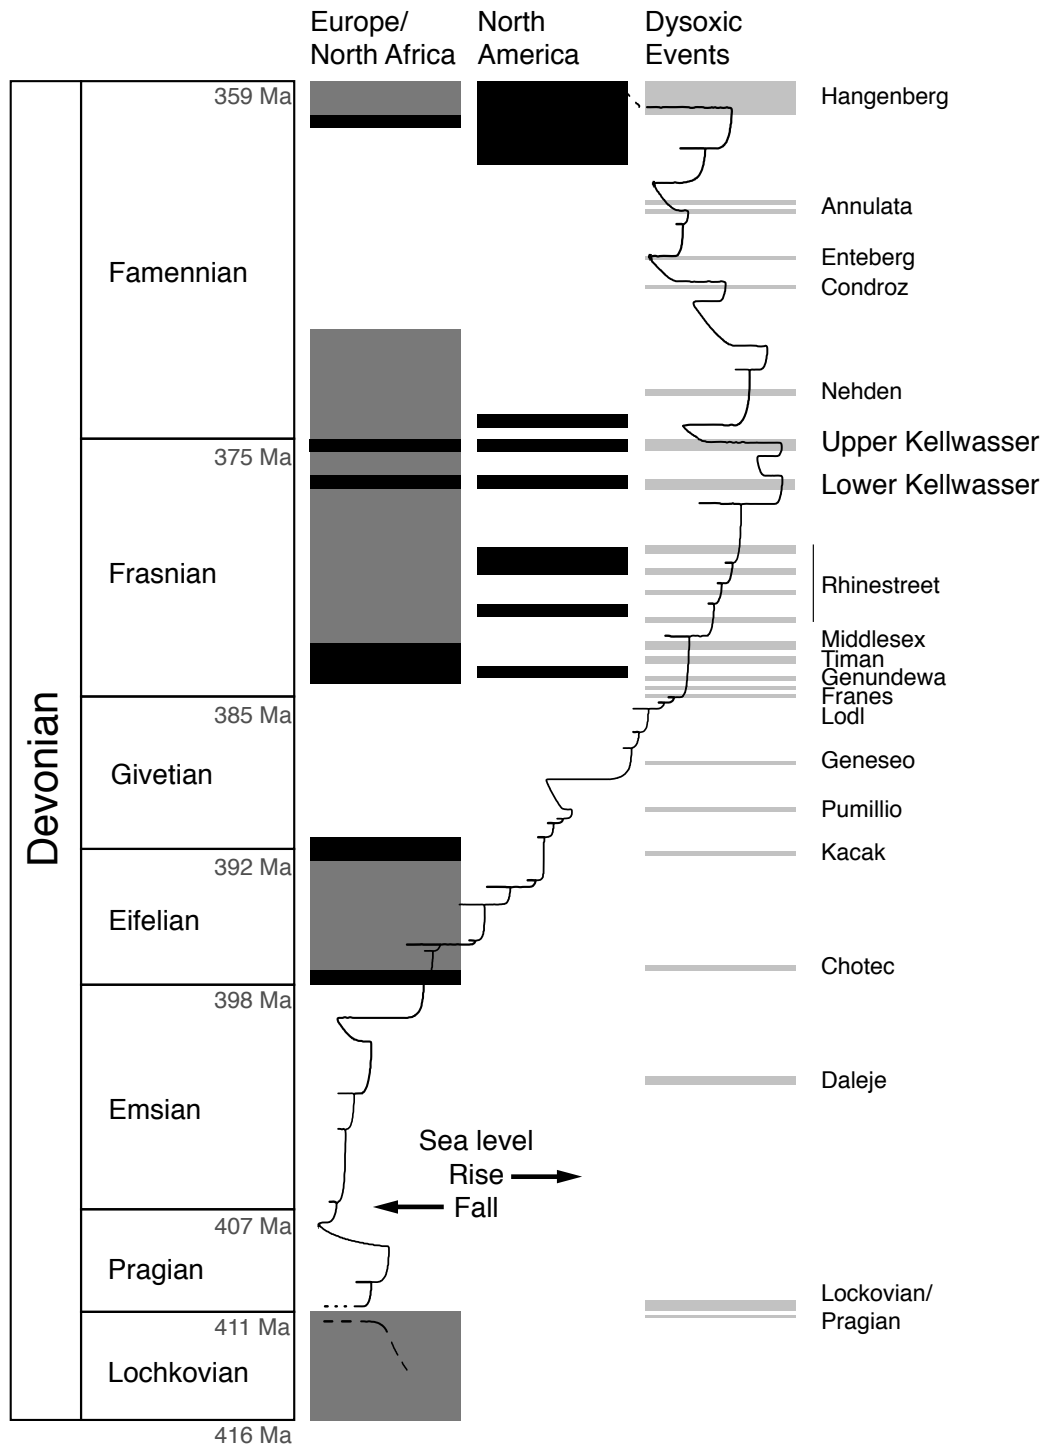 Europe/
North Africa
North
America
Dysoxic
Events
359 Ma
Hangenberg
Annulata
Famennian
Enteberg
Condroz
Nehden
Upper Kellwasser
375 Ma
Lower Kellwasser
Frasnian
Rhinestreet
Middlesex
Timan
Genundewa
Franes
385 Ma
Lodl
Givetian
Geneseo
Pumillio
Kacak
392 Ma
Eifelian
Chotec
398 Ma
Daleje
Emsian
Sea level
Rise
Fall
407 Ma
Pragian
Lockovian/
Pragian
411 Ma
Lochkovian
416 Ma
Devonian